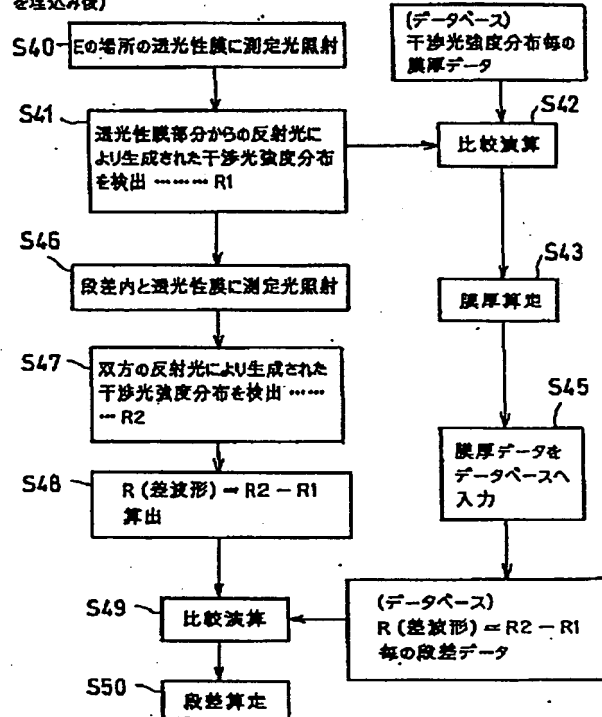 を埋込み後)
S40
Eの場所の透光性膜に測定光照射
(データベース)
干渉光強度分布毎の
膜厚データ
S41
透光性膜部分からの反射光に
より生成された干渉光強度分布
を検出 ……… R1
S42
比較演算
S46
段差内と透光性膜に測定光照射
S43
膜厚算定
S47
双方の反射光により生成された
干渉光強度分布を検出 ……
… R2
S45
膜厚データを
データベースへ
入力
S48
R (差波形) = R2 - R1
算出
S49
比較演算
(データベース)
R (差波形) = R2 - R1
毎の段差データ
S50
段差算定